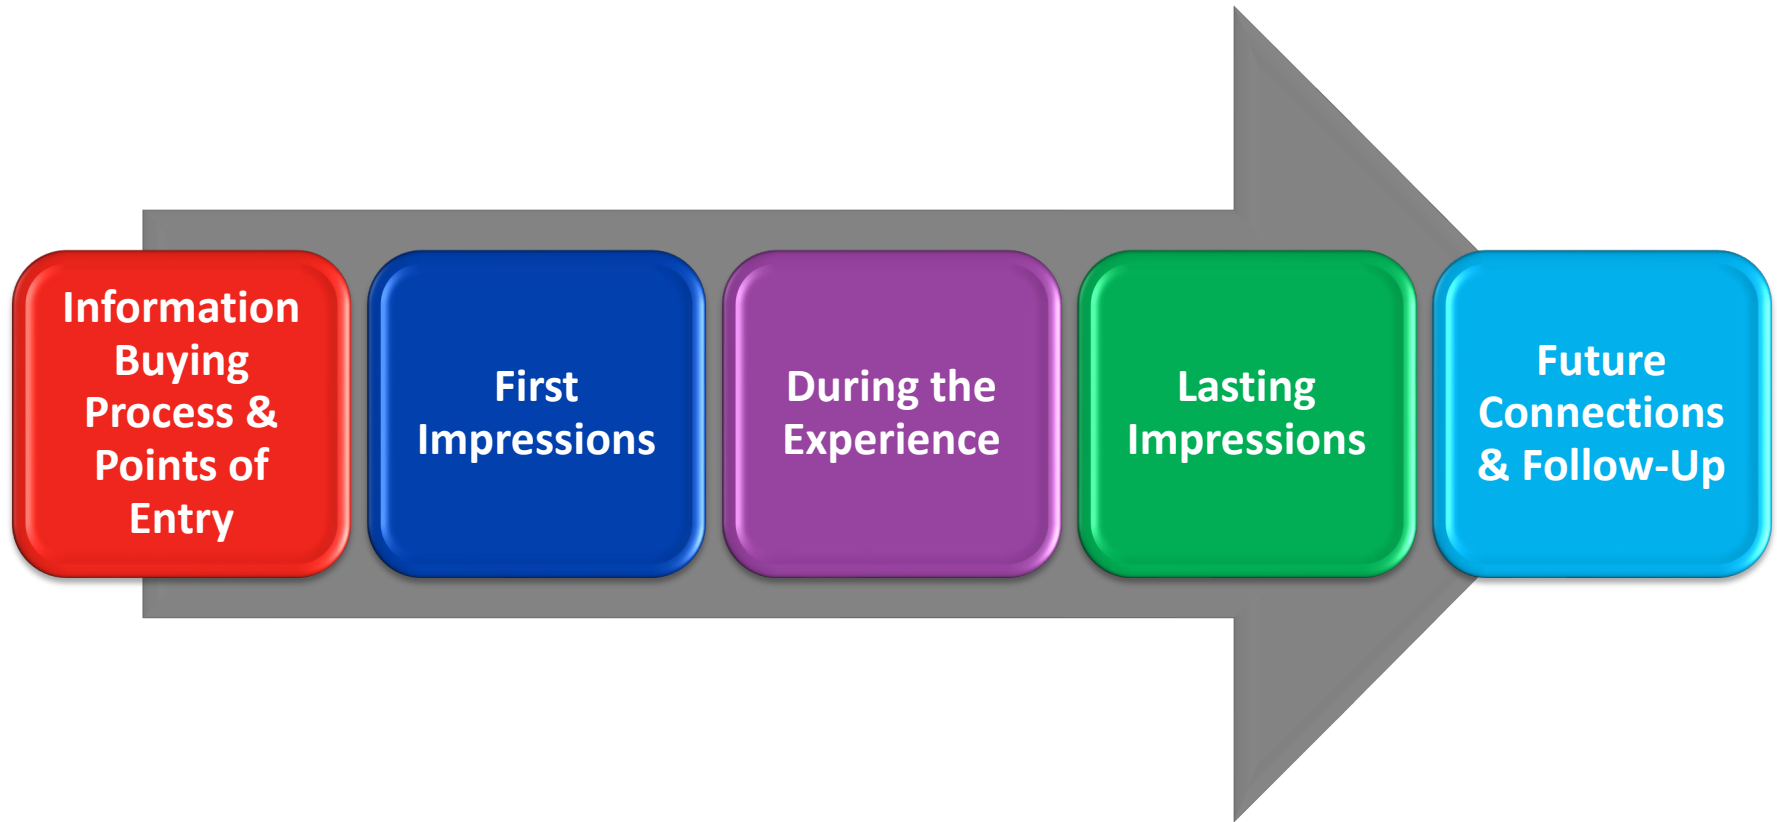 Information
Buying
Process &
Points of
Entry
First
Impressions
During the
Experience
Lasting
Impressions
Future
Connections
& Follow-Up